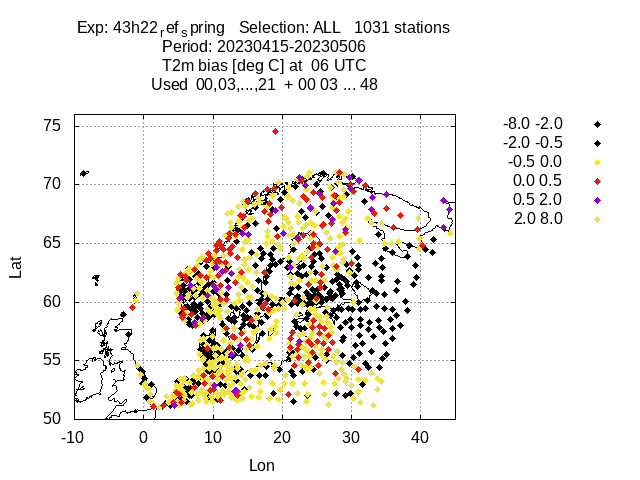 Exp: 43h22ref spring Selection: ALL 1031 stations
Period: 20230415-20230506
T2m bias [deg C] at 06 UTC
Used 00,03,...,21 + 00 03 ... 48
-8.0 -2.0
-2.0 -0.5
-0.5 0.0
0.0 0.5
0.5 2.0
2.0 8.0
75
70
65
60
55
50
Lat
-10 0 10 20 30 40
Lon